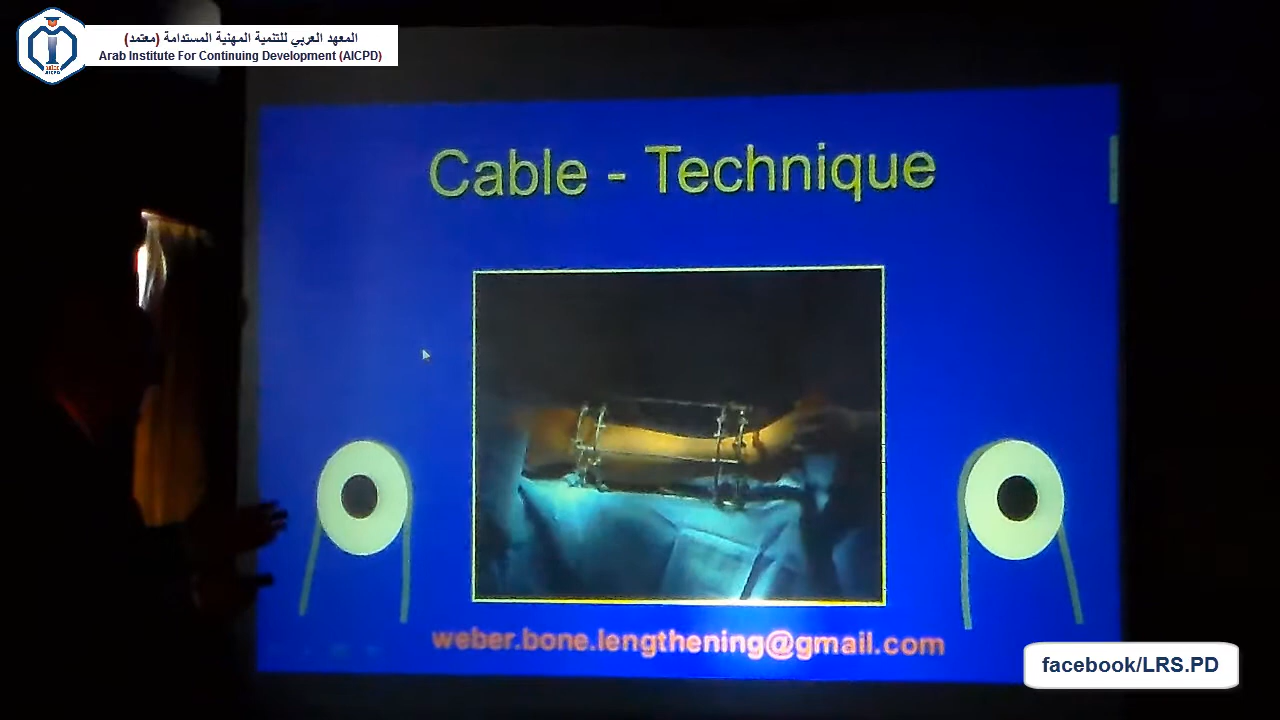 المعهد العربي للتنمية المهنية المستدامة (معتمد)
Arab Institute For Continuing Development (AICPD)
AICPD
Cable - Technique
weber.bone.lengthening@gmail.com
facebook/LRS.PD